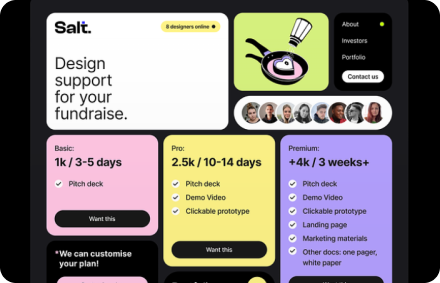 Salt.
8 designers online
Design
support
for your
fundraise.
About
Investors
Portfolio
Contact us
Basic:
1k / 3-5 days
Pitch deck
Want this
Pro:
2.5k / 10-14 days
Pitch deck
Demo Video
Clickable prototype
Want this
Premium:
+4k / 3 weeks+
Pitch deck
Demo Video
Clickable prototype
Landing page
Marketing materials
Other docs: one pager,
white paper
*We can customise
your plan!